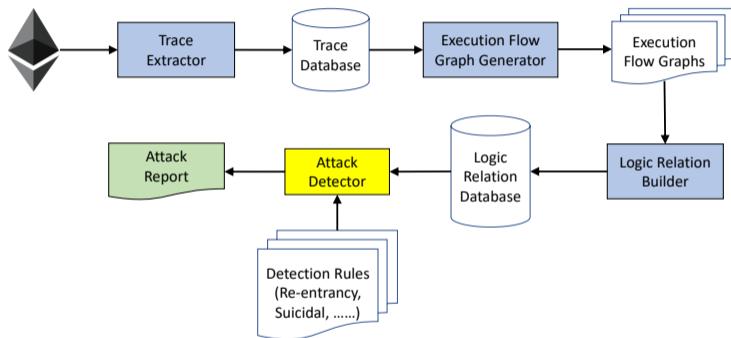 Trace
Extractor
Trace
Database
Execution Flow
Graph Generator
Execution
Flow Graphs
Attack
Report
Attack
Detector
Logic
Relation
Database
Logic Relation
Builder
Detection Rules
(Re-entrancy,
Suicidal, ……)